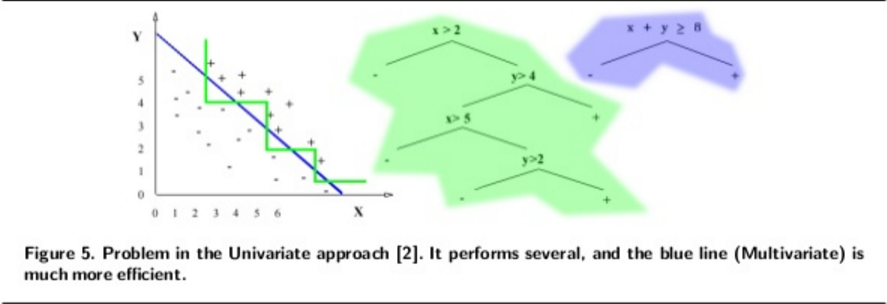 Y
5
4
3
2
1
0
0 1 2 3 4 5 6
X
x > 2
-
y> 4
+
x> 5
-
y>2
-
+
x + y ≥ 8
-
+
Figure 5. Problem in the Univariate approach [2]. It performs several, and the blue line (Multivariate) is
much more efficient.